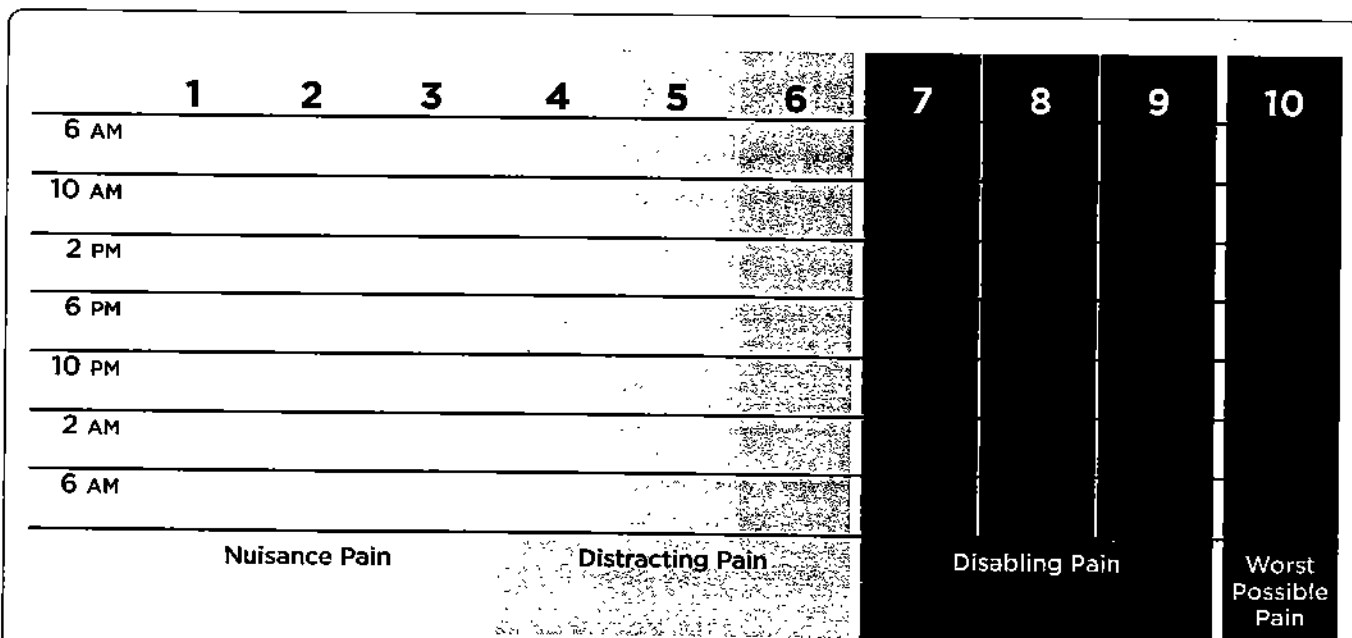 1 2 3 4 5 6 7 8 9 10
6 AM
10 AM
2 PM
6 PM
10 PM
2 AM
6 AM
Nuisance Pain Distracting Pain Disabling Pain Worst
Possible
Pain